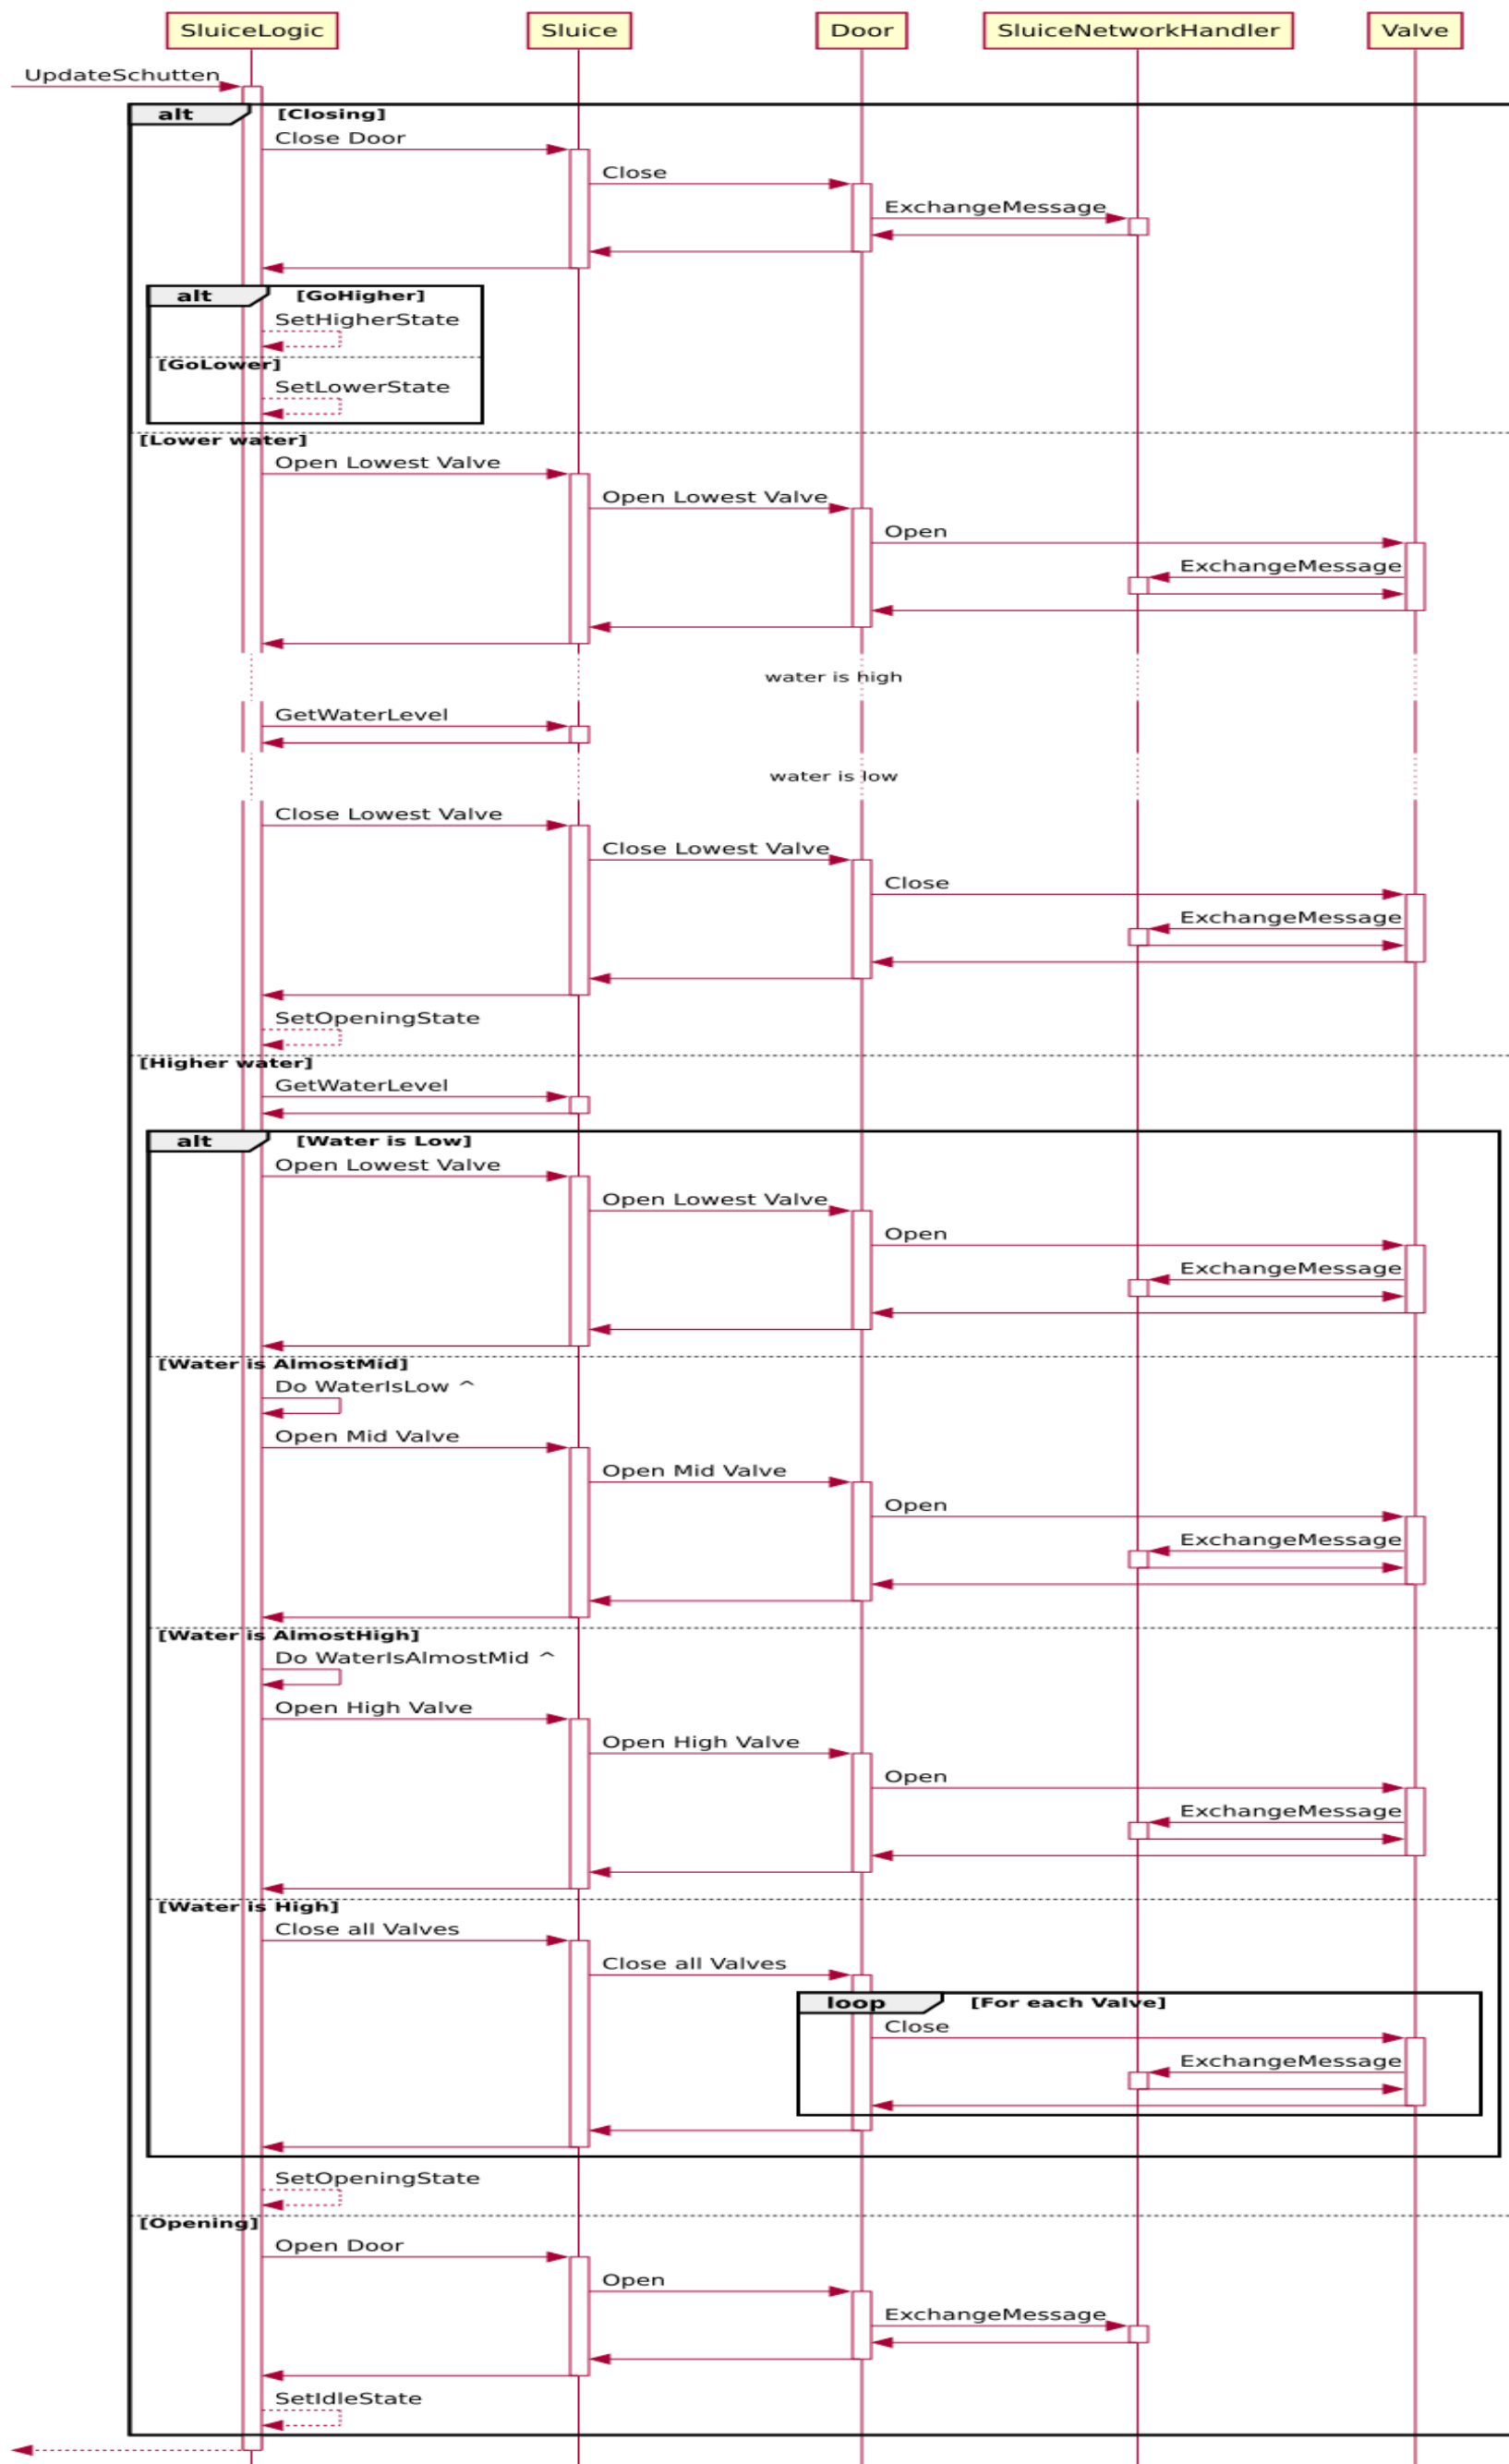 SluiceLogic Sluice Door SluiceNetworkHandler Valve
UpdateSchutten
alt [Closing]
Close Door
Close
ExchangeMessage
alt [GoHigher]
SetHigherState
[GoLower]
SetLowerState
[Lower water]
Open Lowest Valve
Open Lowest Valve
Open
ExchangeMessage
water is high
GetWaterLevel
water is low
Close Lowest Valve
Close Lowest Valve
Close
ExchangeMessage
SetOpeningState
[Higher water]
GetWaterLevel
alt [Water is Low]
Open Lowest Valve
Open Lowest Valve
Open
ExchangeMessage
[Water is AlmostMid]
Do WaterIsLow ^
Open Mid Valve
Open Mid Valve
Open
ExchangeMessage
[Water is AlmostHigh]
Do WaterIsAlmostMid ^
Open High Valve
Open High Valve
Open
ExchangeMessage
[Water is High]
Close all Valves
Close all Valves
loop [For each Valve]
Close
ExchangeMessage
SetOpeningState
[Opening]
Open Door
Open
ExchangeMessage
SetIdleState